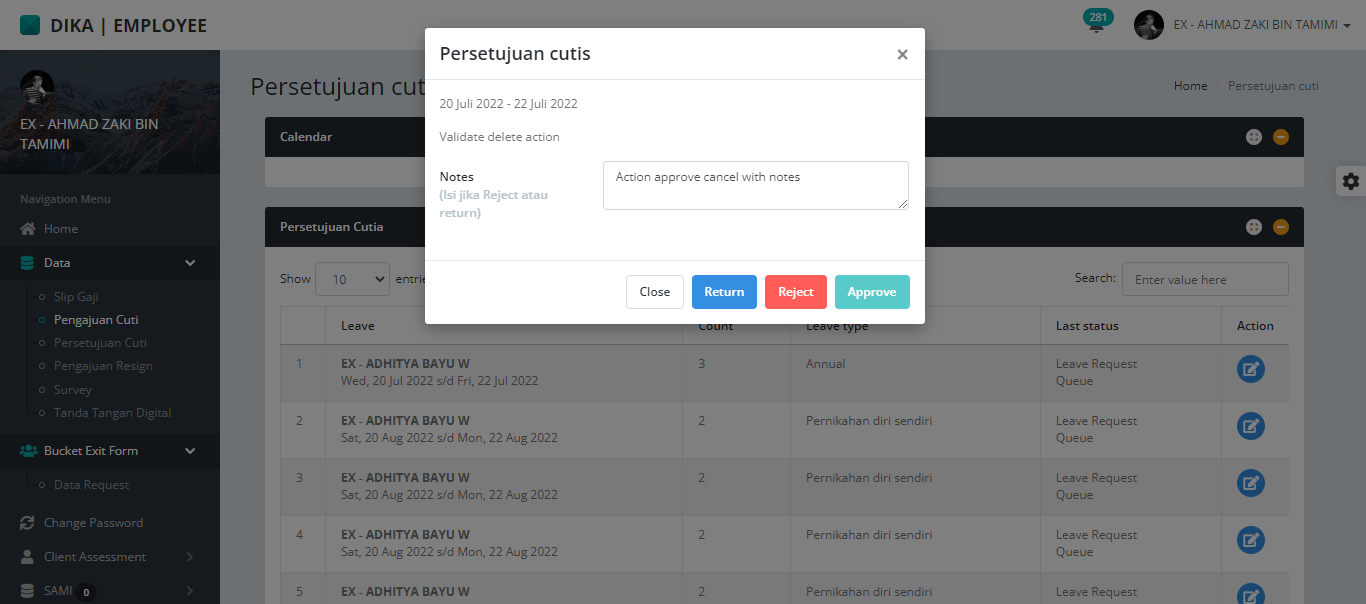 DIKA | EMPLOYEE
281
EX - AHMAD ZAKI BIN TAMIMI
EX - AHMAD ZAKI BIN
TAMIMI
Navigation Menu
Home
Data
Slip Gaji
Pengajuan Cuti
Persetujuan Cuti
Pengajuan Resign
Survey
Tanda Tangan Digital
Bucket Exit Form
Data Request
Change Password
Client Assessment
SAMI 0
Persetujuan cut
Home / Persetujuan cuti
Calendar
Persetujuan Cutia
Show 10 entrie
Search: Enter value here
Persetujuan cutis ×
20 Juli 2022 - 22 Juli 2022
Validate delete action
Notes
(Isi jika Reject atau
return)
Action approve cancel with notes
Close Return Reject Approve
Leave Count Leave type Last status Action
1 EX - ADHITYA BAYU W 3 Annual Leave Request
Wed, 20 Jul 2022 s/d Fri, 22 Jul 2022 Queue
2 EX - ADHITYA BAYU W 2 Pernikahan diri sendiri Leave Request
Sat, 20 Aug 2022 s/d Mon, 22 Aug 2022 Queue
3 EX - ADHITYA BAYU W 2 Pernikahan diri sendiri Leave Request
Sat, 20 Aug 2022 s/d Mon, 22 Aug 2022 Queue
4 EX - ADHITYA BAYU W 2 Pernikahan diri sendiri Leave Request
Sat, 20 Aug 2022 s/d Mon, 22 Aug 2022 Queue
5 EX - ADHITYA BAYU W 2 Pernikahan diri sendiri Leave Request